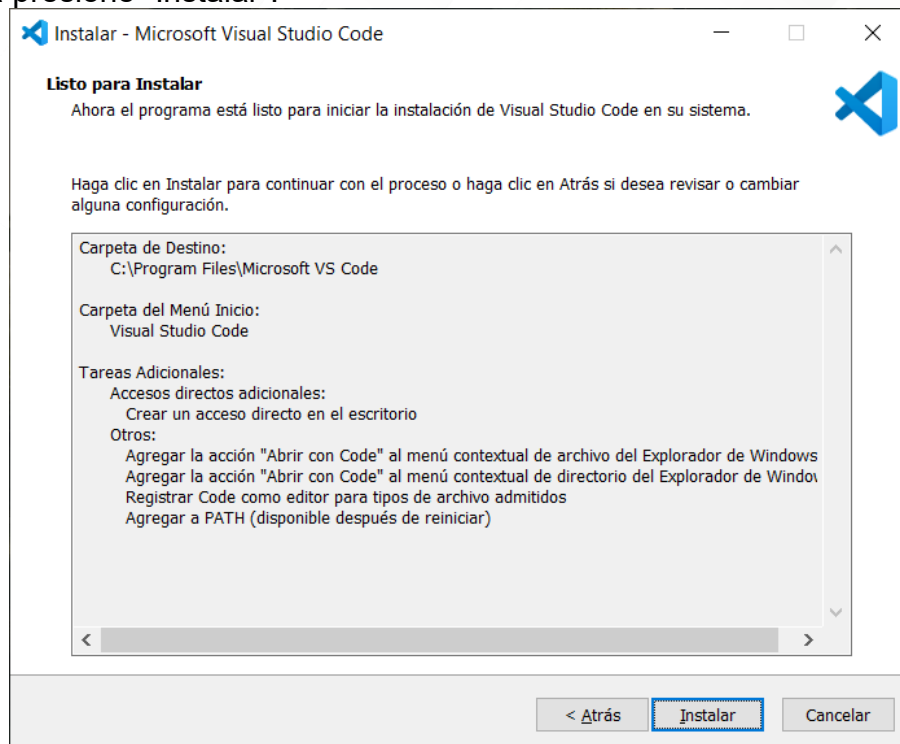 presione "Instalar".
Instalar - Microsoft Visual Studio Code
Listo para Instalar
Ahora el programa está listo para iniciar la instalación de Visual Studio Code en su sistema.
Haga clic en Instalar para continuar con el proceso o haga clic en Atrás si desea revisar o cambiar
alguna configuración.
Carpeta de Destino:
C:\Program Files\Microsoft VS Code
Carpeta del Menú Inicio:
Visual Studio Code
Tareas Adicionales:
Accesos directos adicionales:
Crear un acceso directo en el escritorio
Otros:
Agregar la acción "Abrir con Code" al menú contextual de archivo del Explorador de Windows
Agregar la acción "Abrir con Code" al menú contextual de directorio del Explorador de
Registrar Code como editor para tipos de archivo admitidos
Agregar a PATH (disponible después de reiniciar)
< Atrás
Instalar
Cancelar